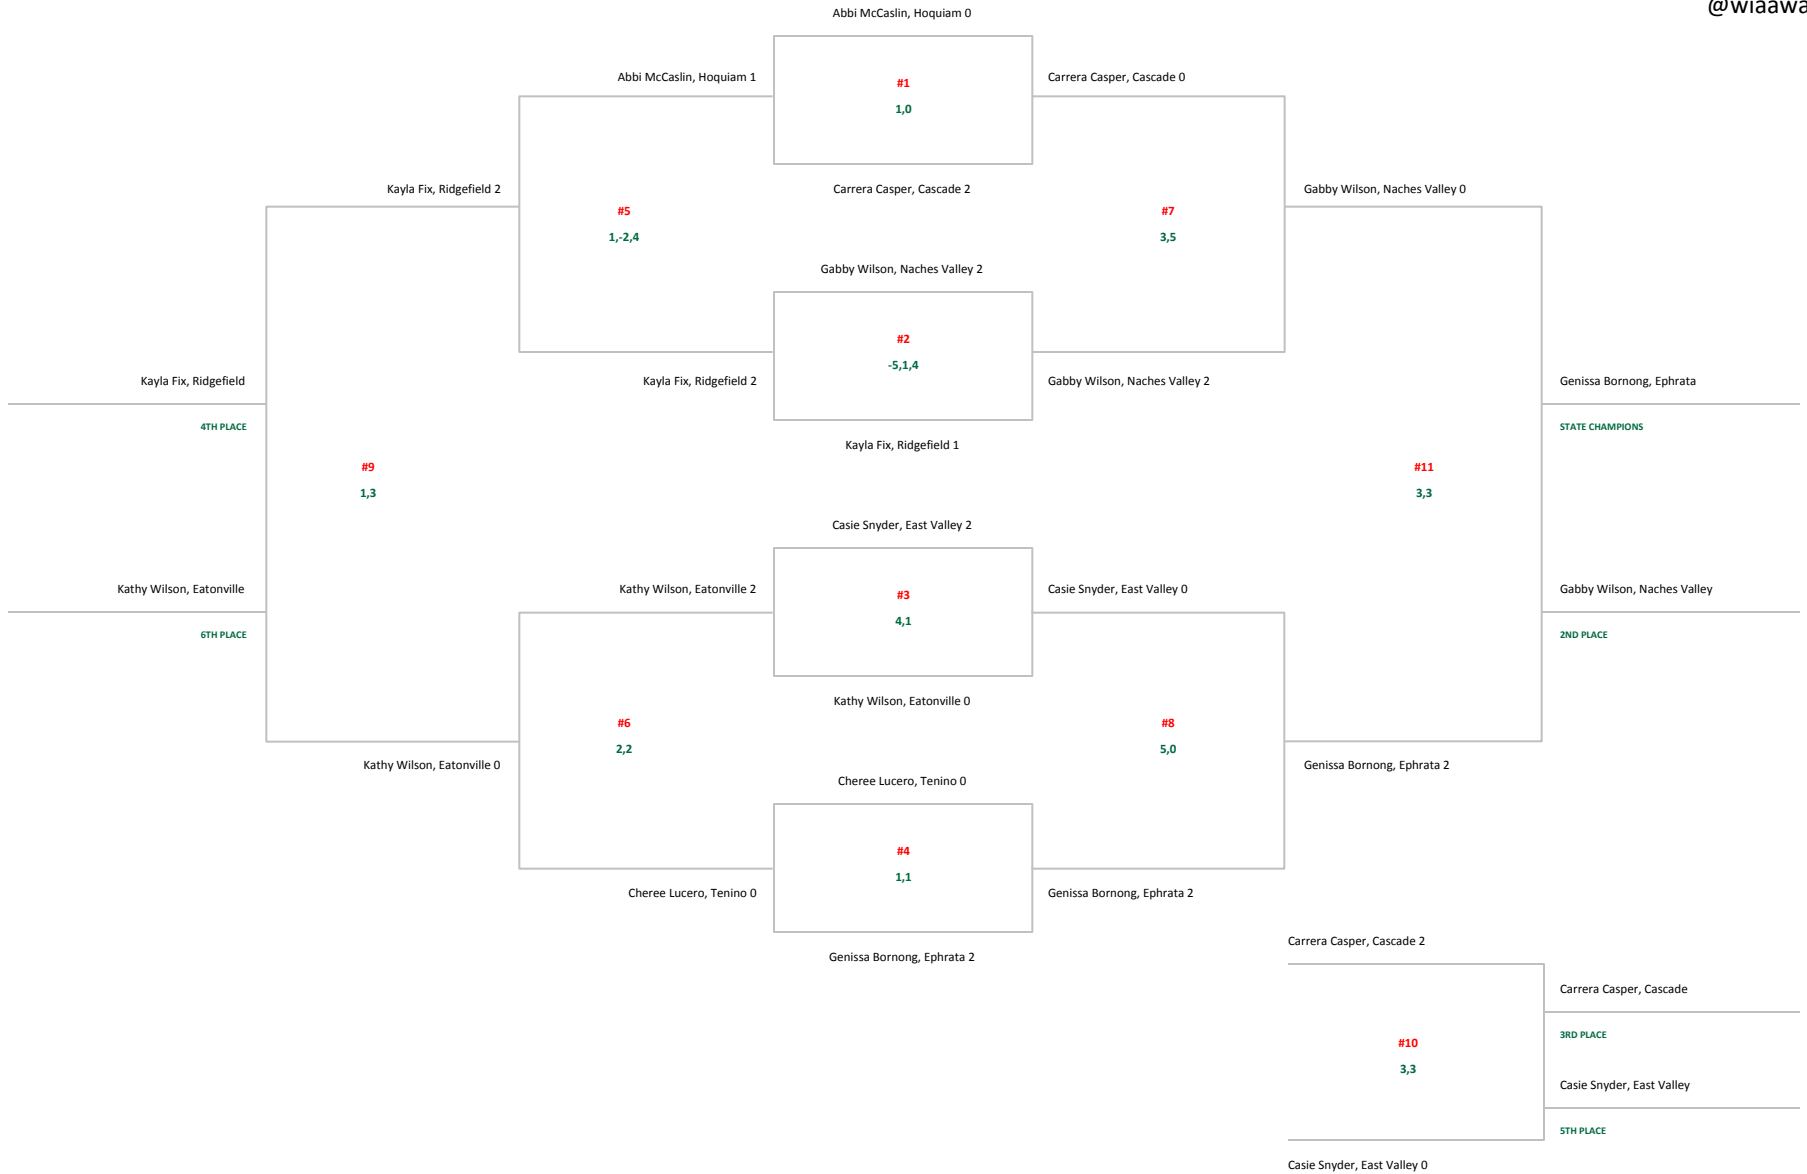 @wiaawa
Abbi McCaslin, Hoquiam 0
Abbi McCaslin, Hoquiam 1
#1
Carrera Casper, Cascade 0
1,0
Kayla Fix, Ridgefield 2
Carrera Casper, Cascade 2
Gabby Wilson, Naches Valley 0
#5
#7
1,-2,4
3,5
Gabby Wilson, Naches Valley 2
#2
-5,1,4
Kayla Fix, Ridgefield
Kayla Fix, Ridgefield 2
Gabby Wilson, Naches Valley 2
Genissa Bornong, Ephrata
4TH PLACE
STATE CHAMPIONS
Kayla Fix, Ridgefield 1
#9
#11
1,3
3,3
Casie Snyder, East Valley 2
Kathy Wilson, Eatonville
Kathy Wilson, Eatonville 2
#3
Casie Snyder, East Valley 0
Gabby Wilson, Naches Valley
4,1
6TH PLACE
2ND PLACE
Kathy Wilson, Eatonville 0
#6
#8
2,2
5,0
Kathy Wilson, Eatonville 0
Genissa Bornong, Ephrata 2
Cheree Lucero, Tenino 0
#4
1,1
Cheree Lucero, Tenino 0
Genissa Bornong, Ephrata 2
Carrera Casper, Cascade 2
Genissa Bornong, Ephrata 2
Carrera Casper, Cascade
3RD PLACE
#10
3,3
Casie Snyder, East Valley
5TH PLACE
Casie Snyder, East Valley 0